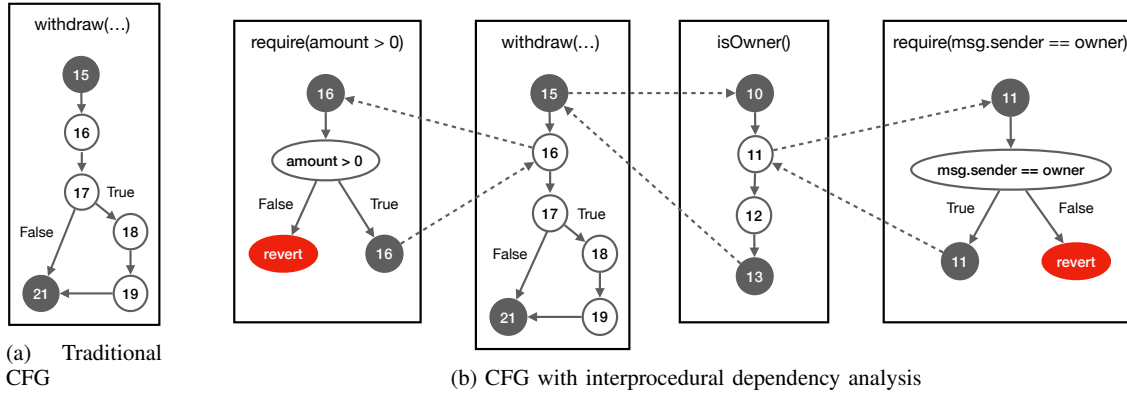 withdraw(...)
15
16
17
True
18
False
21
19
(a) Traditional
CFG
require(amount > 0)
16
amount > 0
False
True
revert
16
withdraw(...)
15
16
17
True
18
False
21
19
isOwner()
10
11
12
13
require(msg.sender == owner)
11
msg.sender == owner
True
False
11
revert
(b) CFG with interprocedural dependency analysis